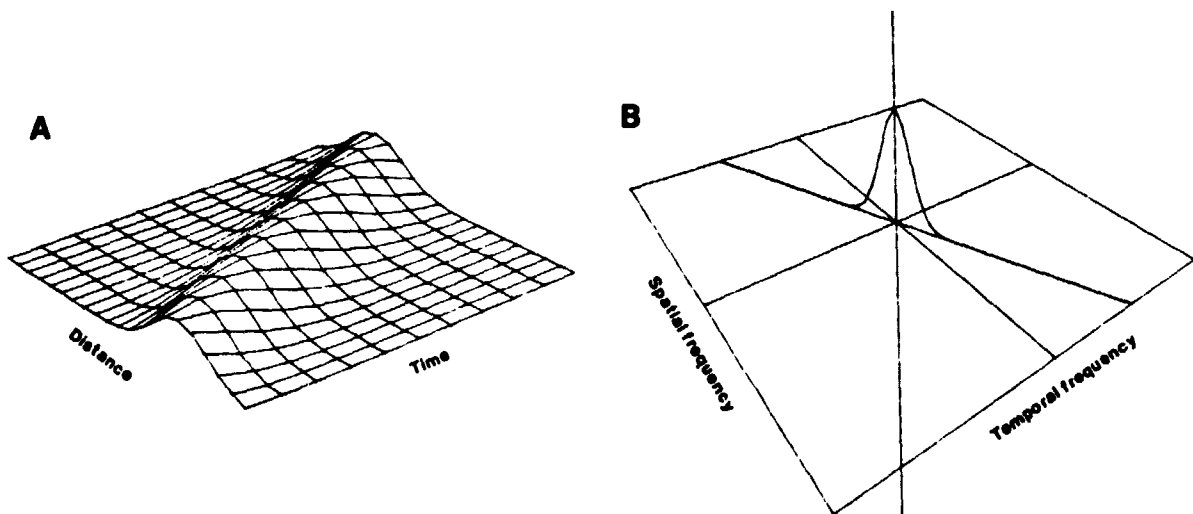 A
Distance
Time
B
Spatial frequency
Temporal frequency